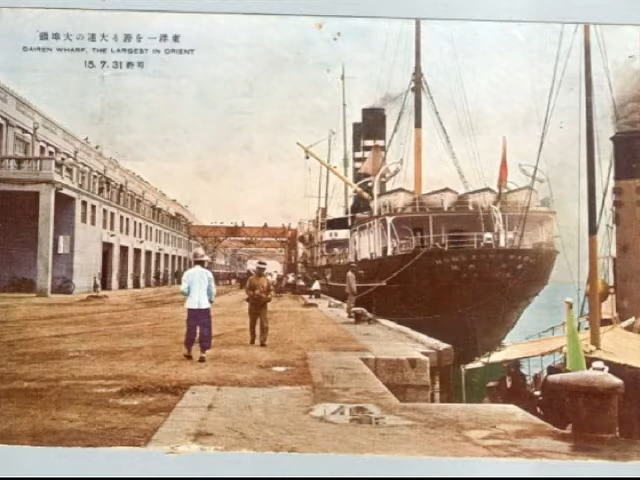 東洋一を誇る大連の大埠頭
DAIREN WHARF, THE LARGEST IN ORIENT
15.7.31 許可